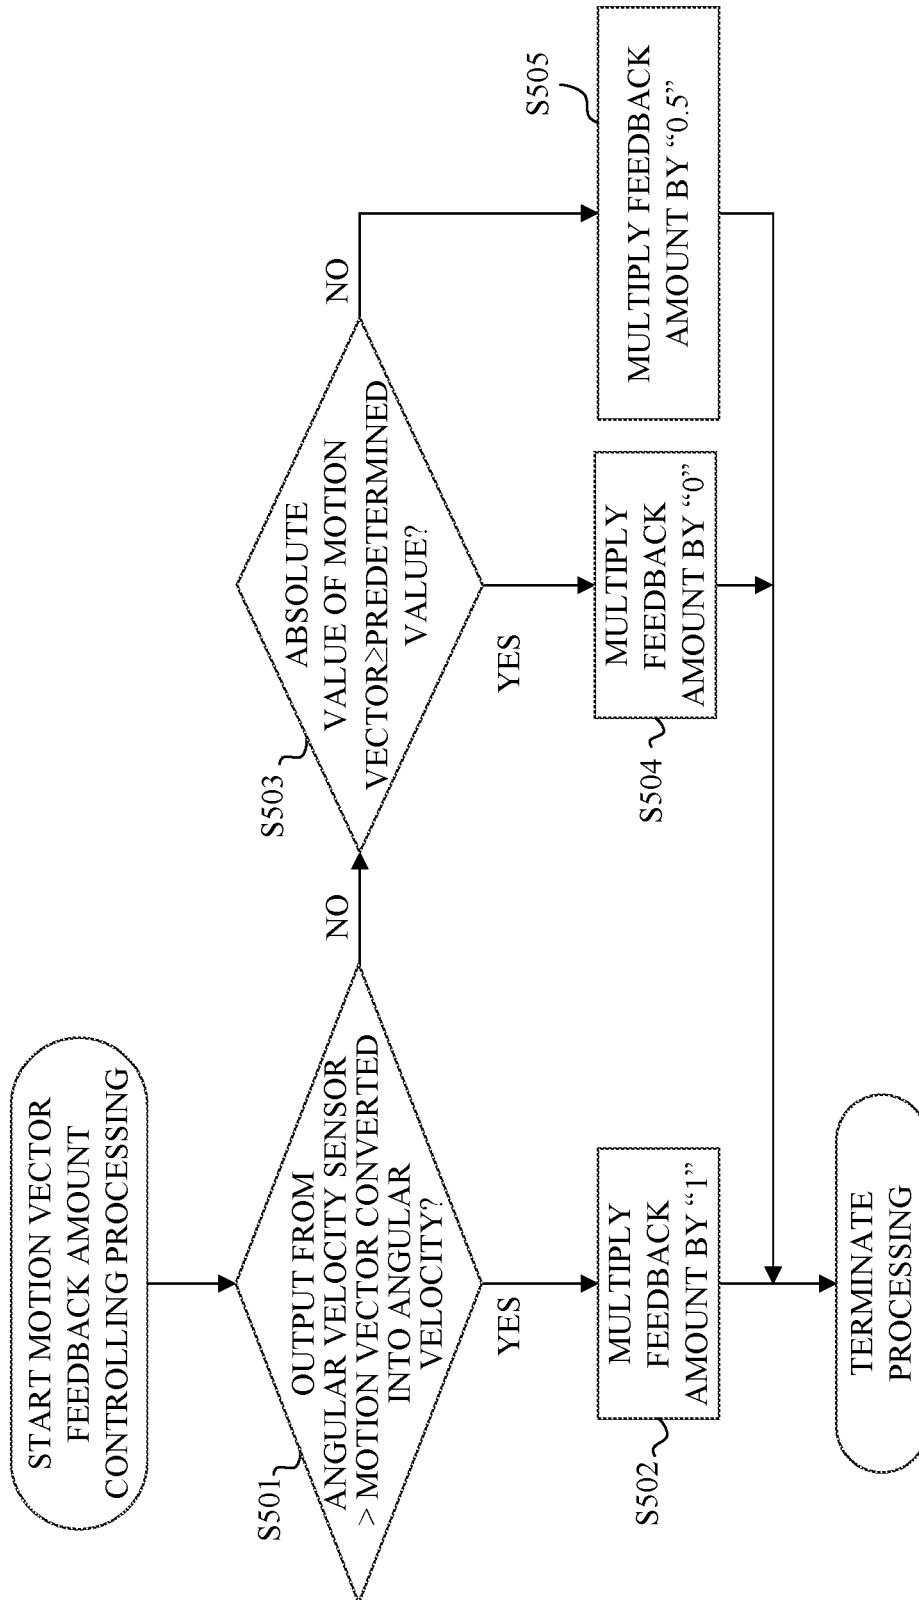 START MOTION VECTOR
FEEDBACK AMOUNT
CONTROLLING PROCESSING
S501
OUTPUT FROM
ANGULAR VELOCITY SENSOR
> MOTION VECTOR CONVERTED
INTO ANGULAR
VELOCITY?
NO
YES
S502
MULTIPLY
FEEDBACK
AMOUNT BY “1”
S503
ABSOLUTE
VALUE OF MOTION
VECTOR>PREDETERMINED
VALUE?
NO
YES
S504
MULTIPLY
FEEDBACK
AMOUNT BY “0”
S505
MULTIPLY FEEDBACK
AMOUNT BY “0.5”
TERMINATE
PROCESSING